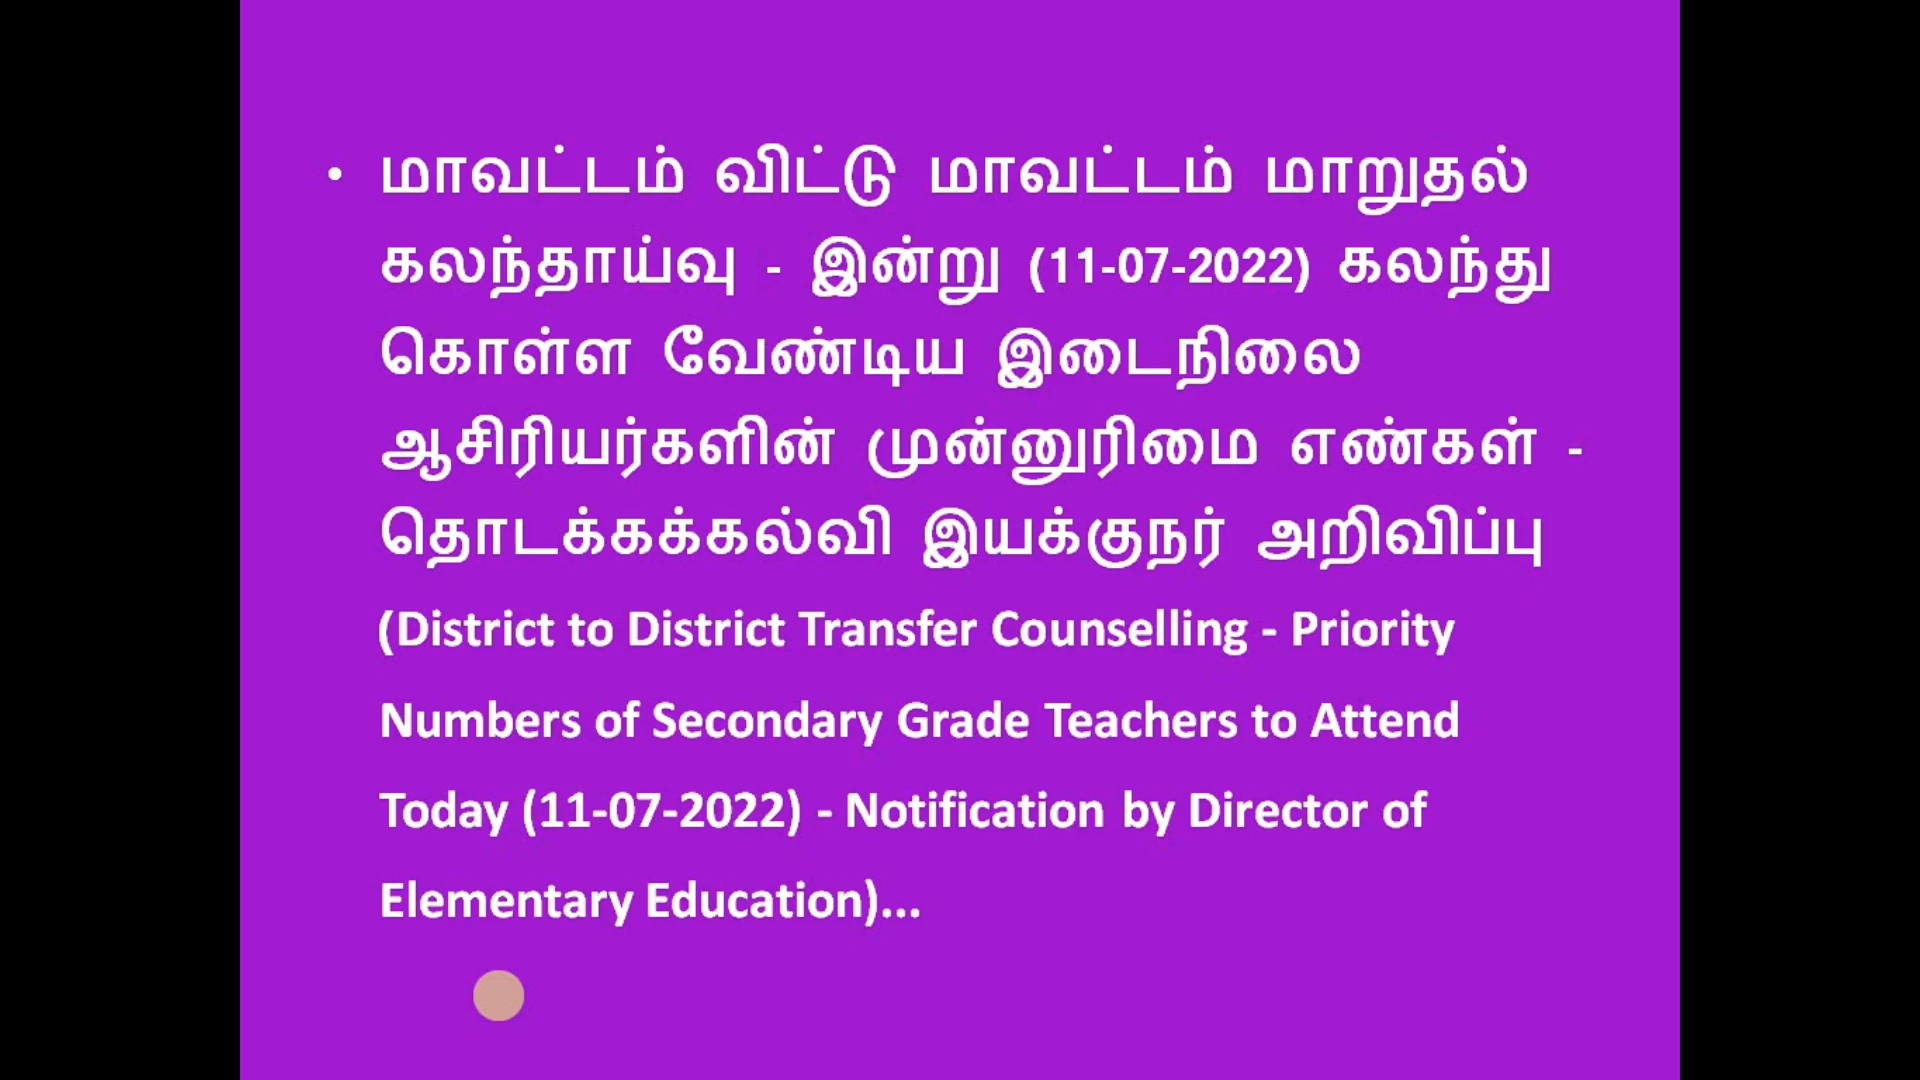 • மாவட்டம் விட்டு மாவட்டம் மாறுதல்
கலந்தாய்வு - இன்று (11-07-2022) கலந்து
கொள்ள வேண்டிய இடைநிலை
ஆசிரியர்களின் முன்னுரிமை எண்கள் -
தொடக்கக்கல்வி இயக்குநர் அறிவிப்பு
(District to District Transfer Counselling - Priority
Numbers of Secondary Grade Teachers to Attend
Today (11-07-2022) - Notification by Director of
Elementary Education)...